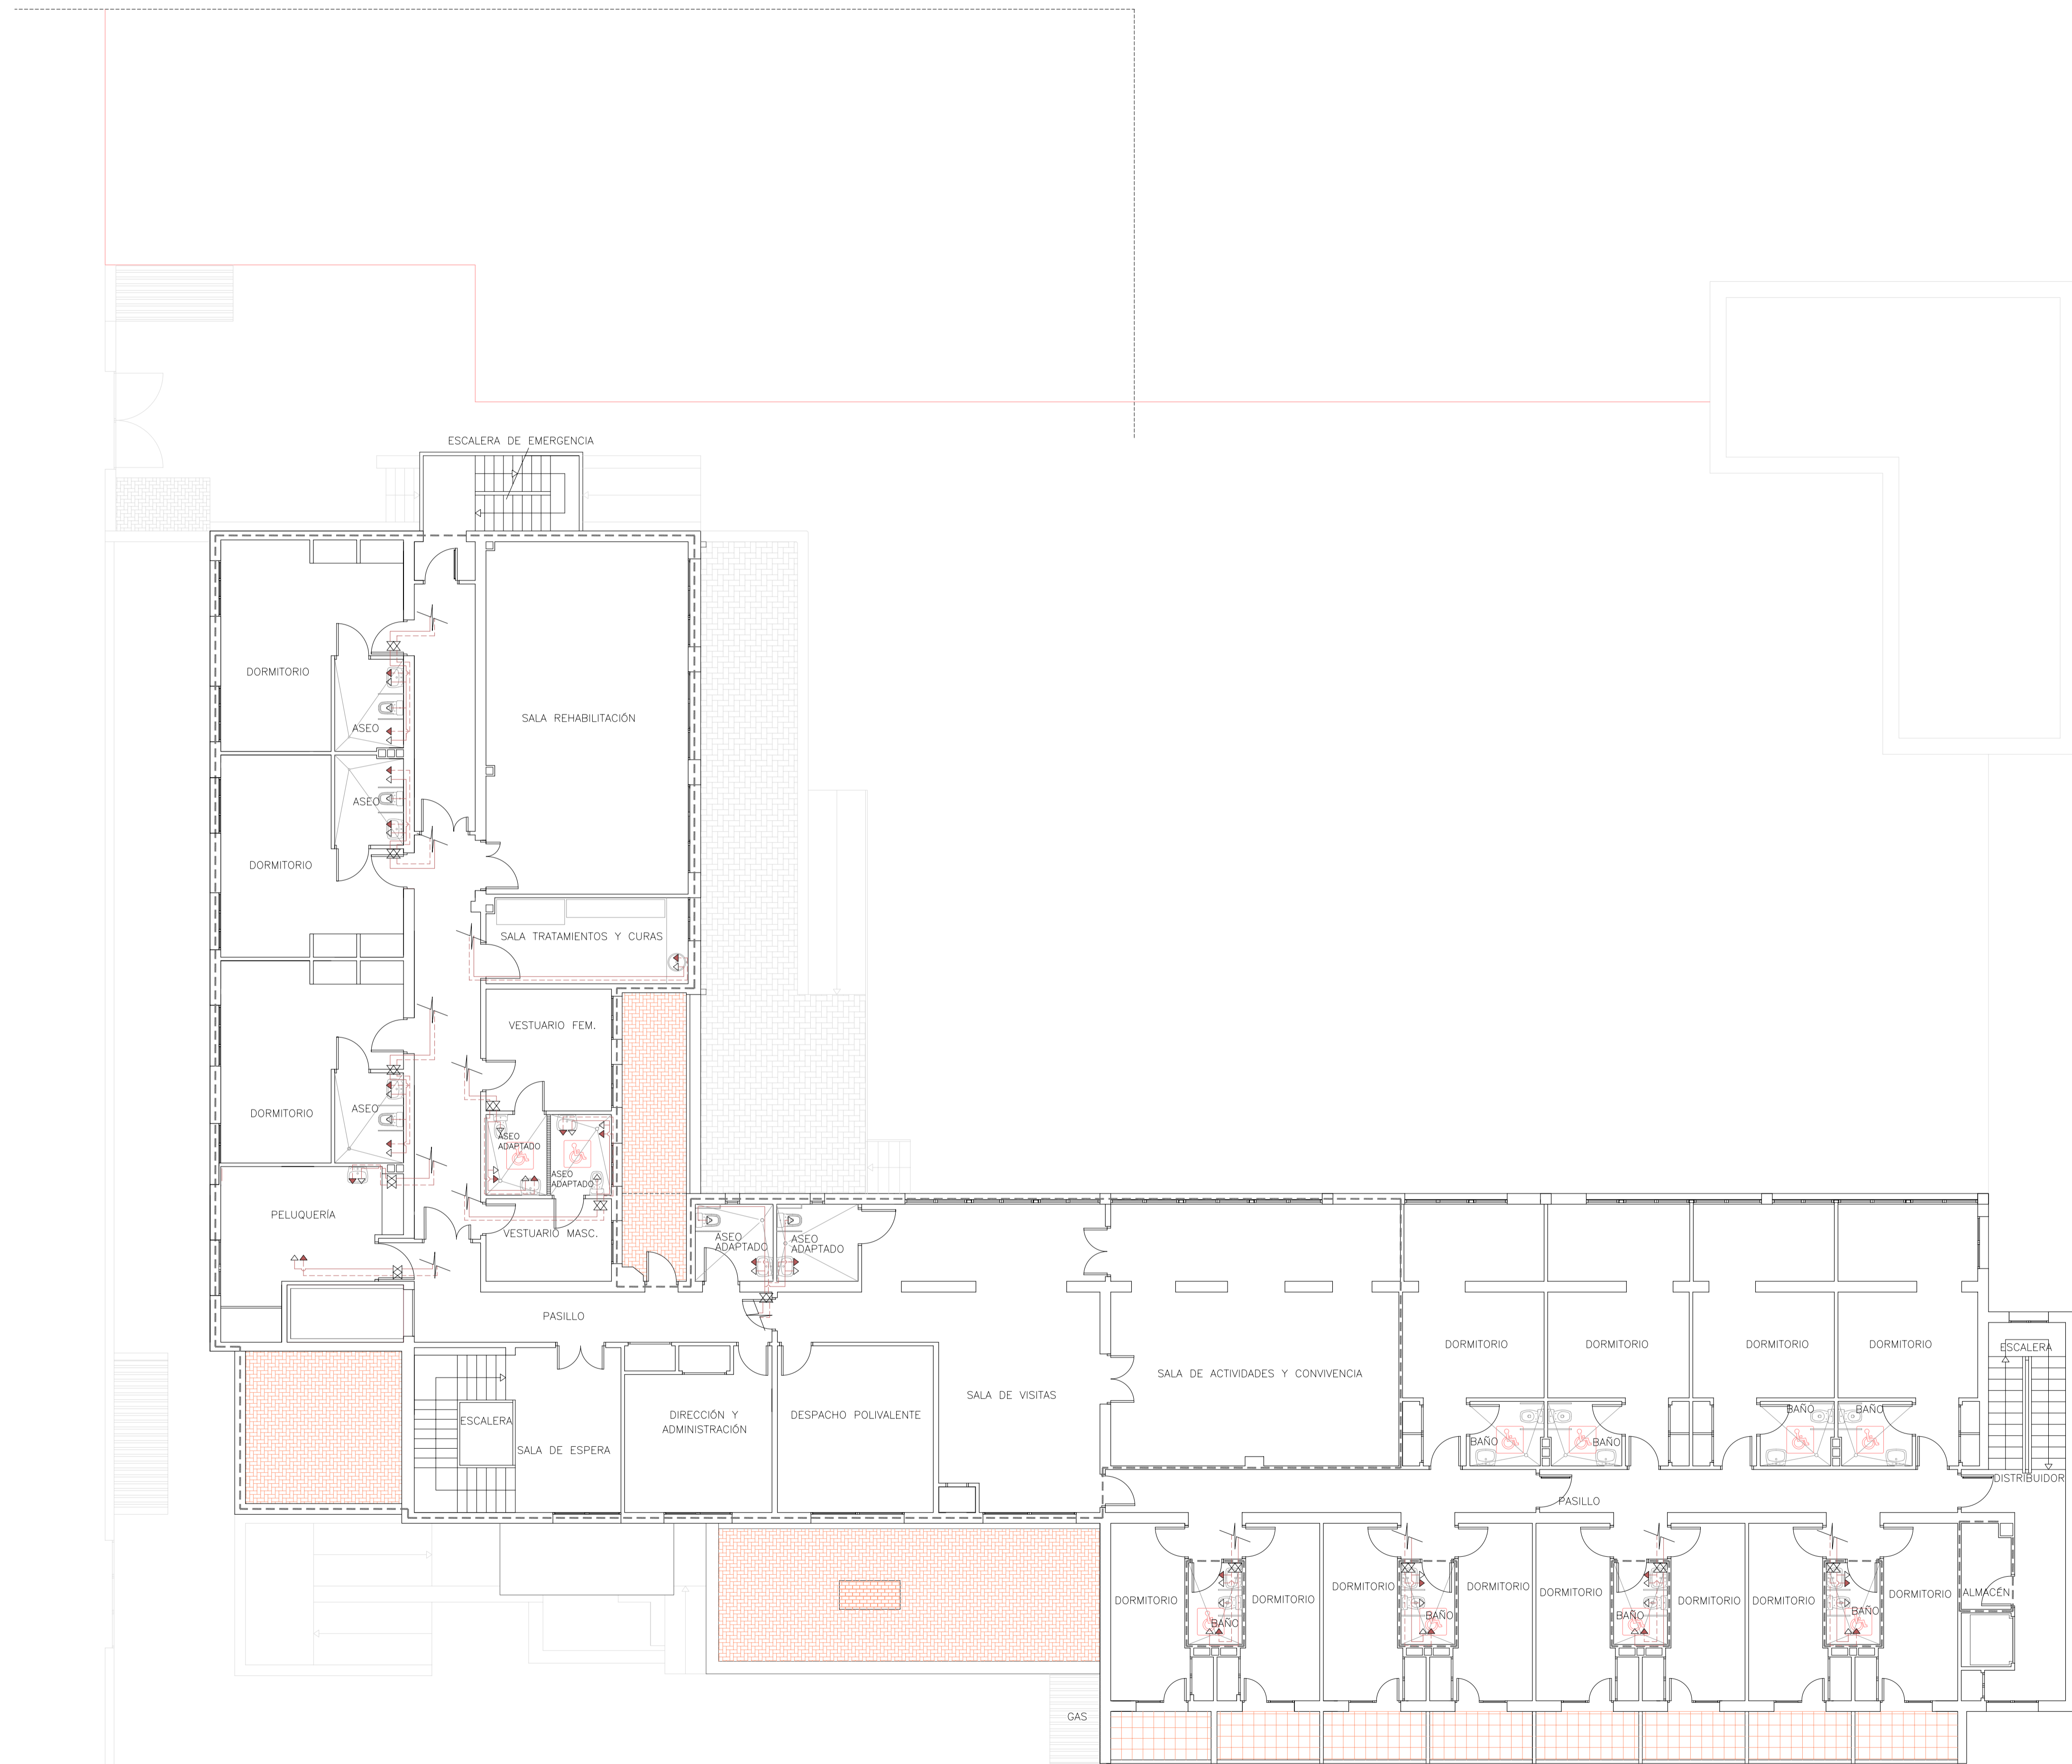 ESCALERA DE EMERGENCIA
DORMITORIO
ASEO
SALA REHABILITACIÓN
ASEO
DORMITORIO
SALA TRATAMIENTOS Y CURAS
VESTUARIO FEM.
DORMITORIO
ASEO
ASEO
ADAPTADO
ASEO
ADAPTADO
PELUQUERÍA
VESTUARIO MASC.
ASEO
ADAPTADO
ASEO
ADAPTADO
PASILLO
ESCALERA
SALA DE ESPERA
DIRECCIÓN Y
ADMINISTRACIÓN
DESPACHO POLIVALENTE
SALA DE VISITAS
SALA DE ACTIVIDADES Y CONVIVENCIA
DORMITORIO
DORMITORIO
DORMITORIO
DORMITORIO
ESCALERA
BAÑO
BAÑO
BAÑO
BAÑO
DISTRIBUIDOR
PASILLO
DORMITORIO
BAÑO
DORMITORIO
DORMITORIO
BAÑO
DORMITORIO
DORMITORIO
BAÑO
DORMITORIO
DORMITORIO
BAÑO
DORMITORIO
ALMACÉN
GAS